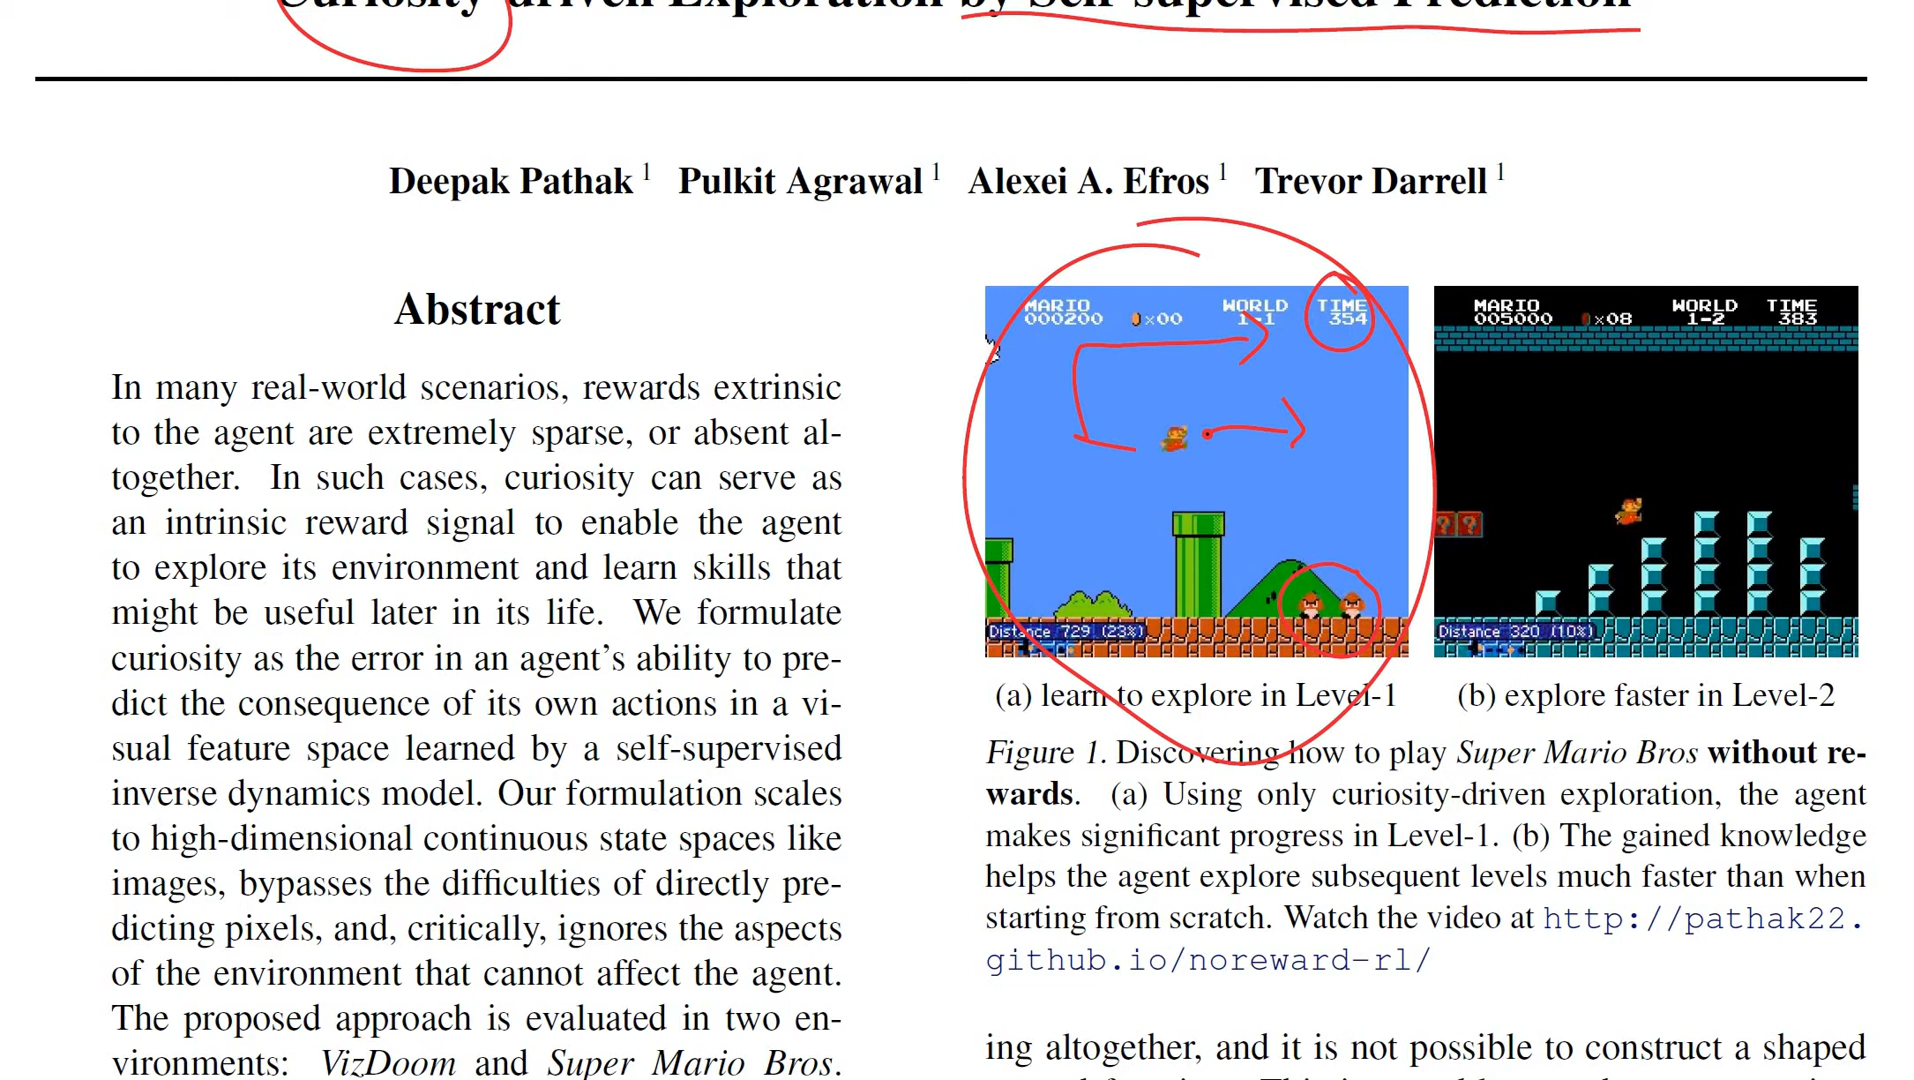 Curiosity-driven Exploration by Self-supervised Prediction
Deepak Pathak 1 Pulkit Agrawal 1 Alexei A. Efros 1 Trevor Darrell 1
Abstract
In many real-world scenarios, rewards extrinsic
to the agent are extremely sparse, or absent al-
together. In such cases, curiosity can serve as
an intrinsic reward signal to enable the agent
to explore its environment and learn skills that
might be useful later in its life. We formulate
curiosity as the error in an agent's ability to pre-
dict the consequence of its own actions in a vi-
sual feature space learned by a self-supervised
inverse dynamics model. Our formulation scales
to high-dimensional continuous state spaces like
images, bypasses the difficulties of directly pre-
dicting pixels, and, critically, ignores the aspects
of the environment that cannot affect the agent.
The proposed approach is evaluated in two en-
vironments: VizDoom and Super Mario Bros.
MARIO WORLD TIME
000200 ×00 1-1 354
Distance 729 (23%)
MARIO WORLD TIME
005000 ×08 1-2 383
? ?
Distance 320 (10%)
(a) learn to explore in Level-1 (b) explore faster in Level-2
Figure 1. Discovering how to play Super Mario Bros without re-
wards. (a) Using only curiosity-driven exploration, the agent
makes significant progress in Level-1. (b) The gained knowledge
helps the agent explore subsequent levels much faster than when
starting from scratch. Watch the video at http://pathak22.
github.io/noreward-rl/
ing altogether, and it is not possible to construct a shaped